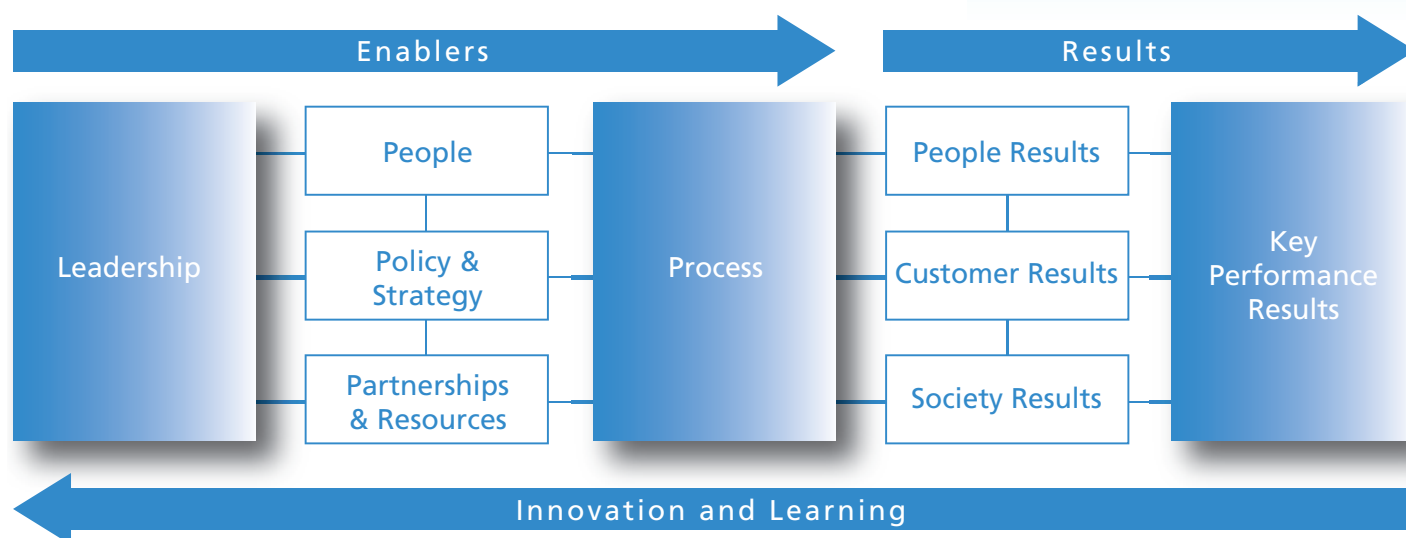 Enablers
Results
Leadership
People
Policy &
Strategy
Partnerships
& Resources
Process
People Results
Customer Results
Society Results
Key
Performance
Results
Innovation and Learning